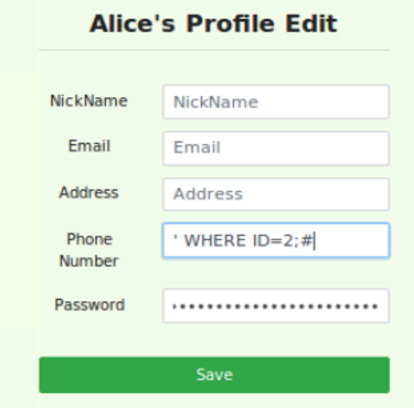 Alice's Profile Edit
NickName NickName
Email Email
Address Address
Phone Number ' WHERE ID=2;#
Password •••••••••••••••••••••••
Save